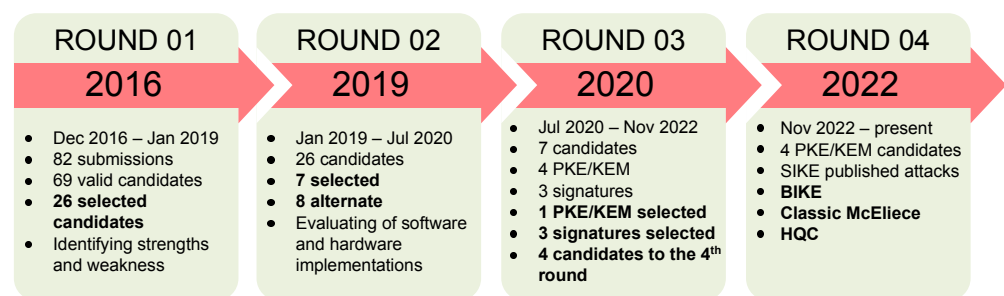 ROUND 01
2016
• Dec 2016 – Jan 2019
• 82 submissions
• 69 valid candidates
• 26 selected
candidates
• Identifying strengths
and weakness
ROUND 02
2019
• Jan 2019 – Jul 2020
• 26 candidates
• 7 selected
• 8 alternate
• Evaluating of software
and hardware
implementations
ROUND 03
2020
• Jul 2020 – Nov 2022
• 7 candidates
• 4 PKE/KEM
• 3 signatures
• 1 PKE/KEM selected
• 3 signatures selected
• 4 candidates to the 4th
round
ROUND 04
2022
• Nov 2022 – present
• 4 PKE/KEM candidates
• SIKE published attacks
• BIKE
• Classic McEliece
• HQC